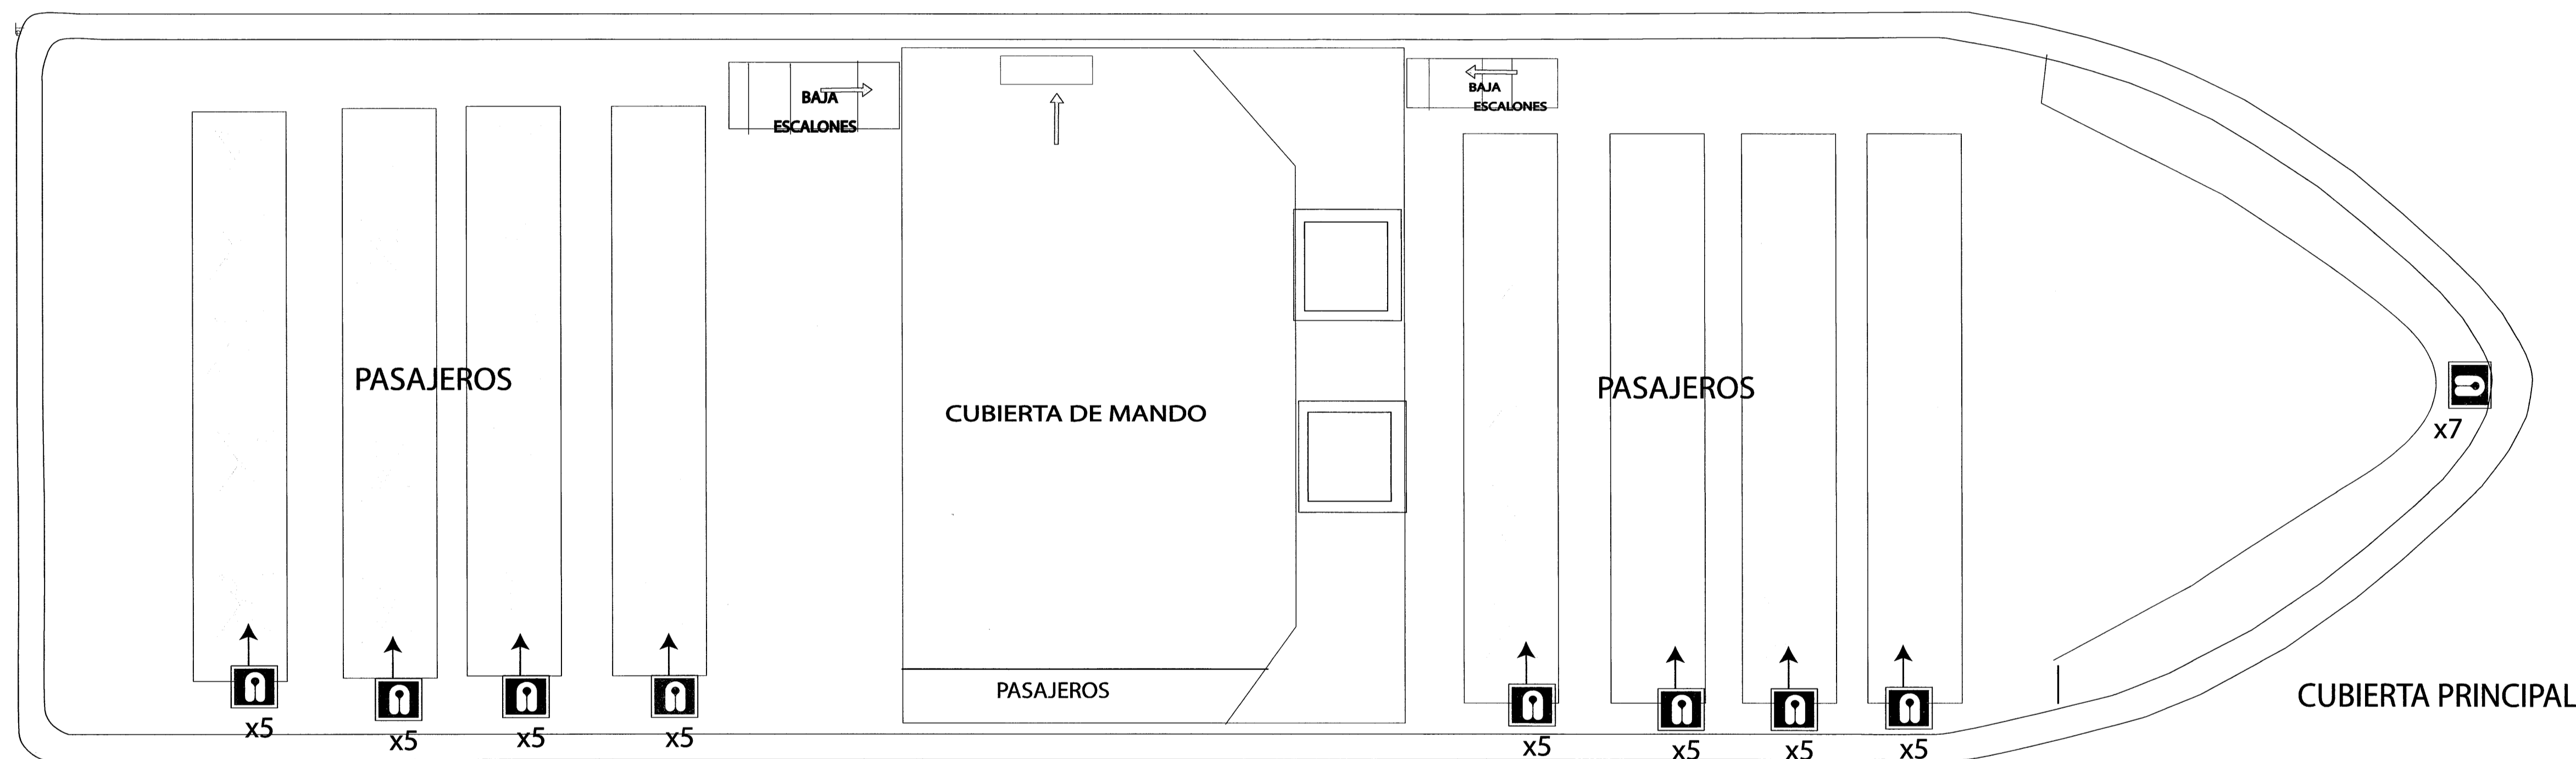 BAJA
ESCALONES
BAJA
ESCALONES
PASAJEROS
CUBIERTA DE MANDO
PASAJEROS
x7
PASAJEROS
CUBIERTA PRINCIPAL
x5
x5
x5
x5
x5
x5
x5
x5